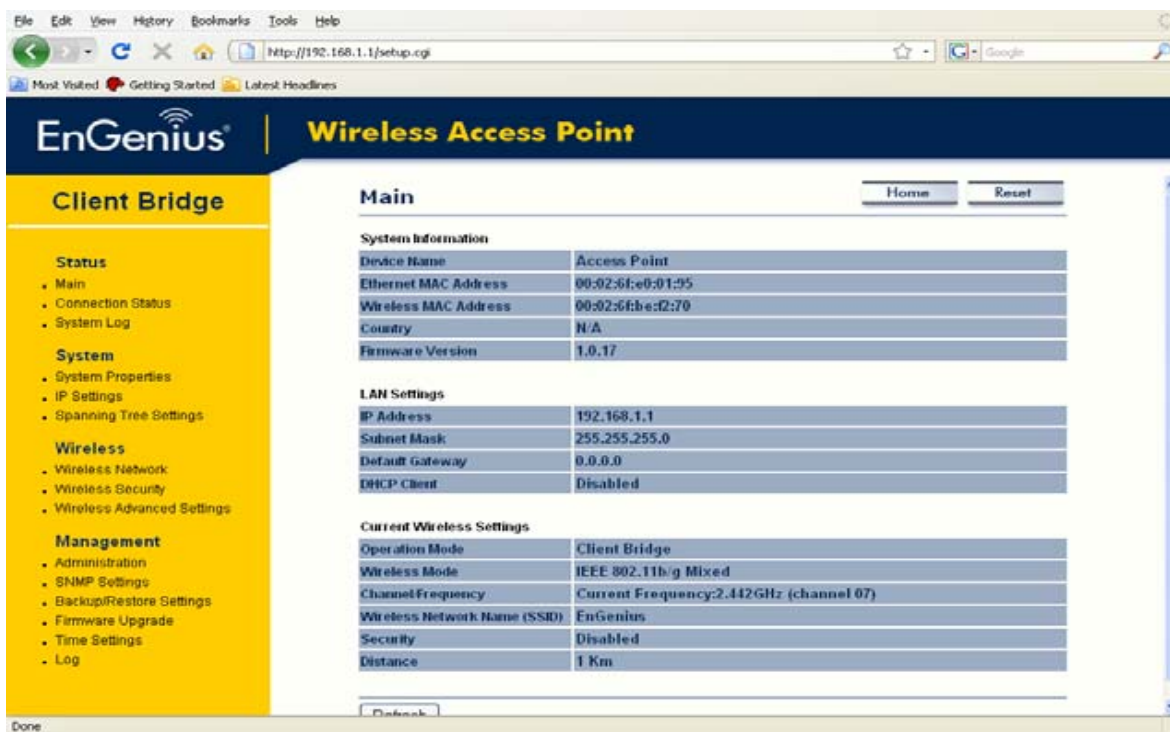 File Edit View History Bookmarks Tools Help
http://192.168.1.1/setup.cgi
Google
Most Visited Getting Started Latest Headlines
EnGenius® Wireless Access Point
Client Bridge
Status
Main
Connection Status
System Log
System
System Properties
IP Settings
Spanning Tree Settings
Wireless
Wireless Network
Wireless Security
Wireless Advanced Settings
Management
Administration
SNMP Settings
Backup/Restore Settings
Firmware Upgrade
Time Settings
Log
Main Home Reset
System Information
Device Name Access Point
Ethernet MAC Address 00:02:6f:e0:01:95
Wireless MAC Address 00:02:6f:be:f2:70
Country N/A
Firmware Version 1.0.17
LAN Settings
IP Address 192.168.1.1
Subnet Mask 255.255.255.0
Default Gateway 0.0.0.0
DHCP Client Disabled
Current Wireless Settings
Operation Mode Client Bridge
Wireless Mode IEEE 802.11b/g Mixed
Channel/Frequency Current Frequency:2.442GHz (channel 07)
Wireless Network Name (SSID) EnGenius
Security Disabled
Distance 1 Km
Refresh
Done